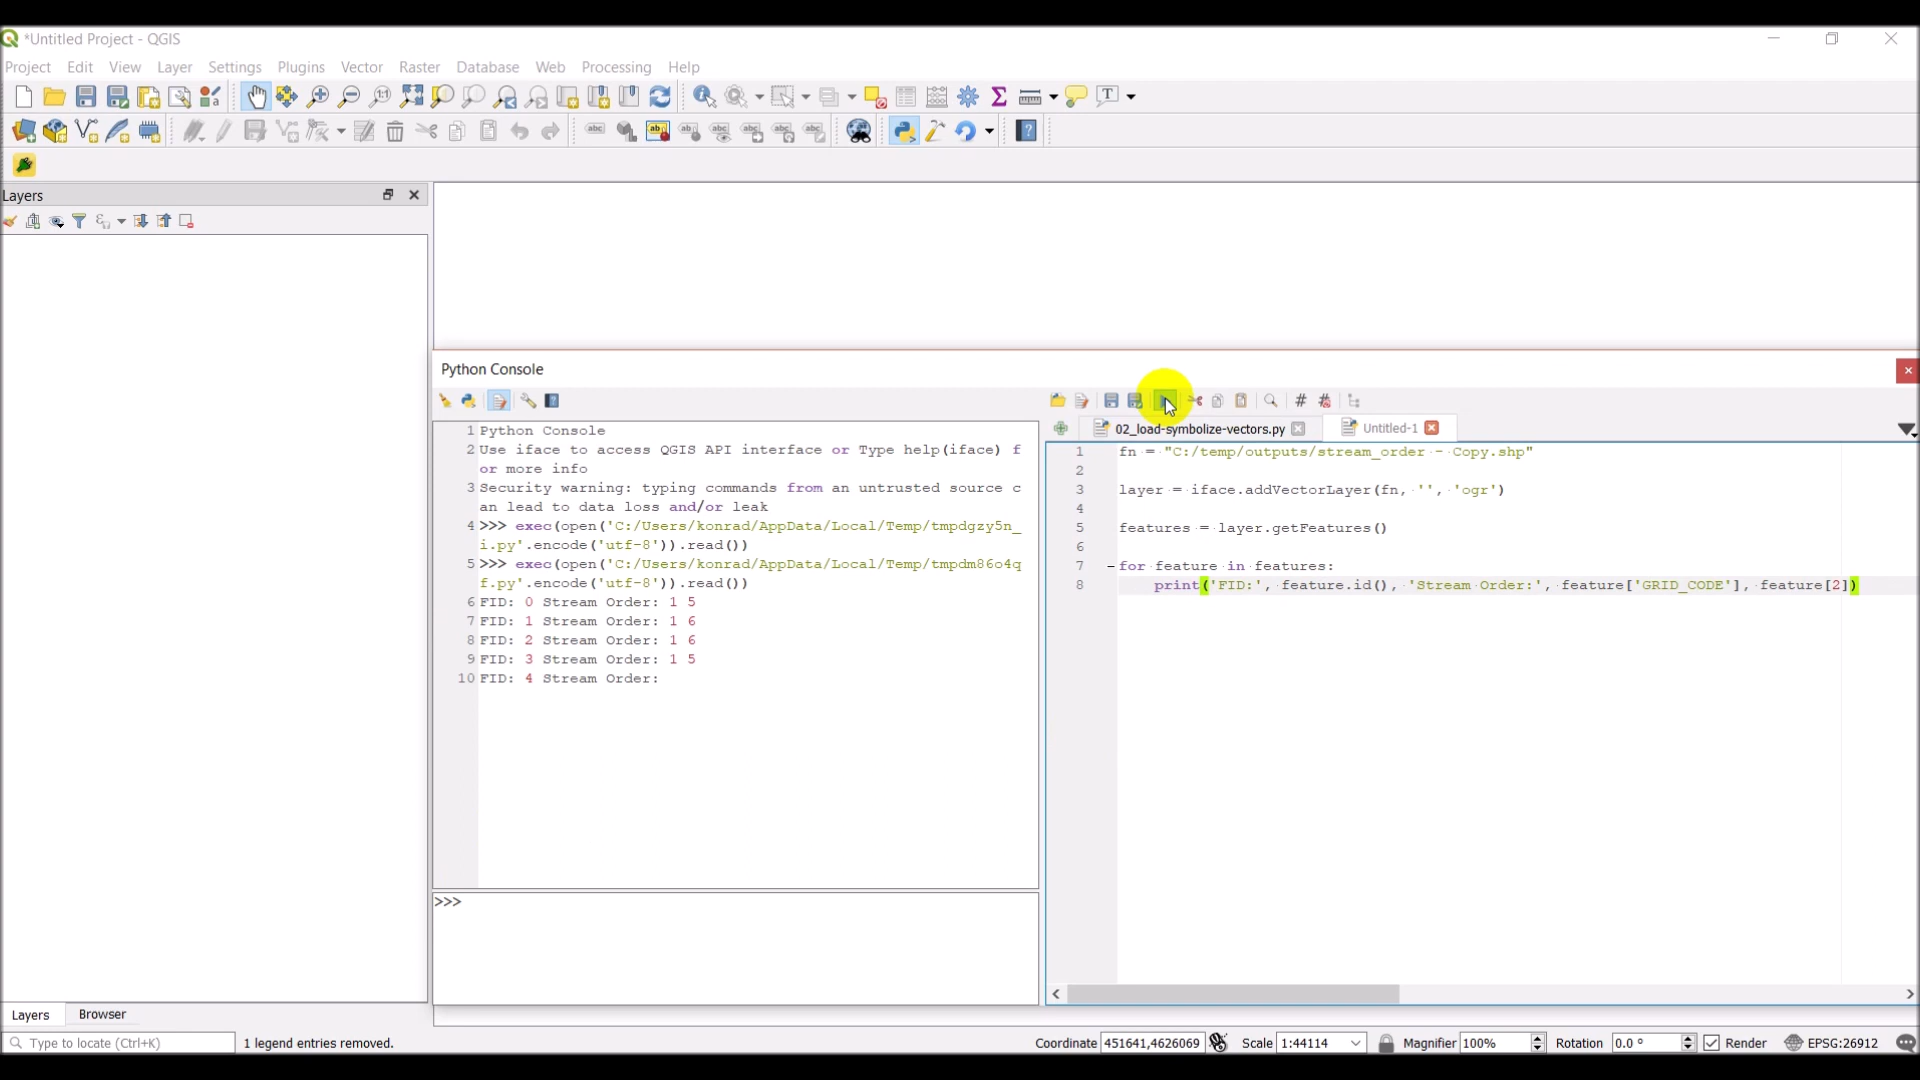 *Untitled Project - QGIS
Project Edit View Layer Settings Plugins Vector Raster Database Web Processing Help
Layers
Python Console
02_load-symbolize-vectors.py
Untitled-1
1 Python Console
2 Use iface to access QGIS API interface or Type help(iface) f
or more info
3 Security warning: typing commands from an untrusted source c
an lead to data loss and/or leak
4 >>> exec(open('C:/Users/konrad/AppData/Local/Temp/tmpdgzy5n_
i.py'.encode('utf-8')).read())
5 >>> exec(open('C:/Users/konrad/AppData/Local/Temp/tmpdm86o4q
f.py'.encode('utf-8')).read())
6 FID: 0 Stream Order: 1 5
7 FID: 1 Stream Order: 1 6
8 FID: 2 Stream Order: 1 6
9 FID: 3 Stream Order: 1 5
10 FID: 4 Stream Order:
>>>
1 fn = "C:/temp/outputs/stream_order - Copy.shp"
2
3 layer = iface.addVectorLayer(fn, '', 'ogr')
4
5 features = layer.getFeatures()
6
7 for feature in features:
8 print('FID:', feature.id(), 'Stream Order:', feature['GRID_CODE'], feature[2])
Layers Browser
Type to locate (Ctrl+K) 1 legend entries removed. Coordinate 451641,4626069 Scale 1:44114 Magnifier 100% Rotation 0.0 ° Render EPSG:26912